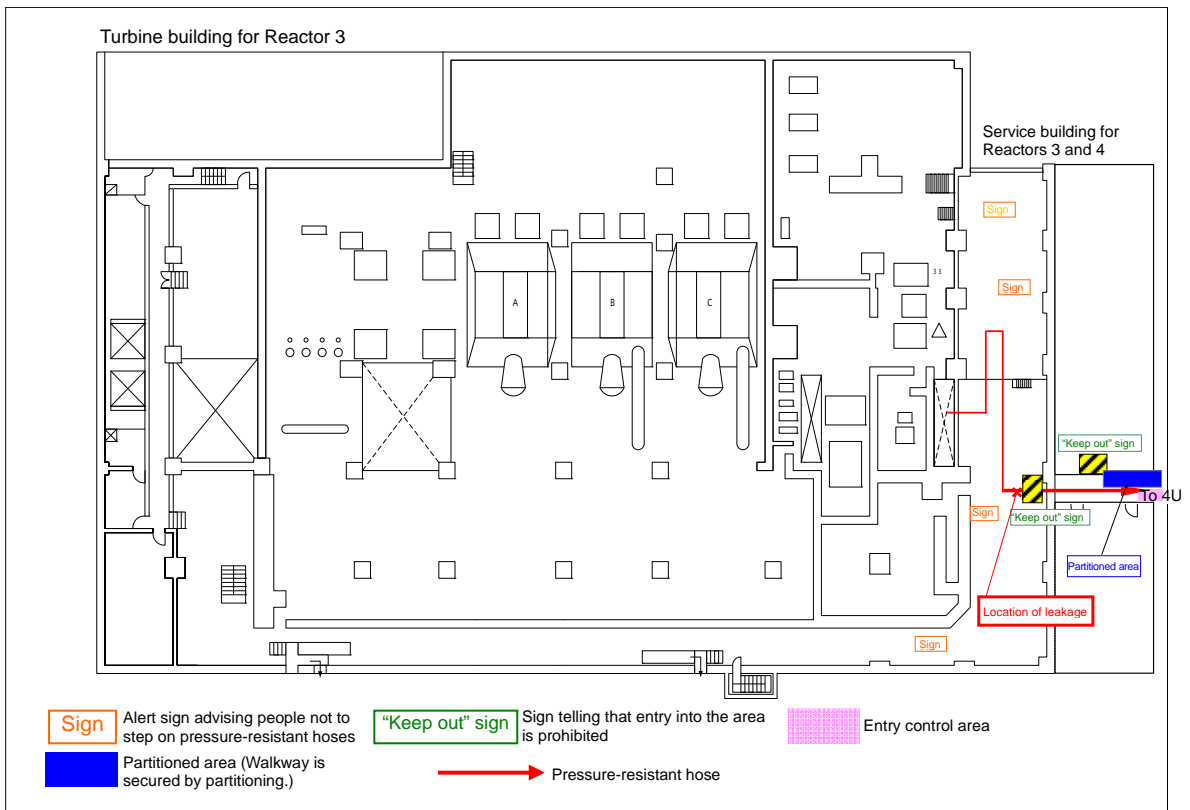 Turbine building for Reactor 3
Service building for
Reactors 3 and 4
Sign
Sign
A
B
C
3 3
"Keep out" sign
To 4U
Sign
"Keep out" sign
Partitioned area
Location of leakage
Sign
Sign
Alert sign advising people not to
step on pressure-resistant hoses
"Keep out" sign
Sign telling that entry into the area
is prohibited
Entry control area
Partitioned area (Walkway is
secured by partitioning.)
Pressure-resistant hose